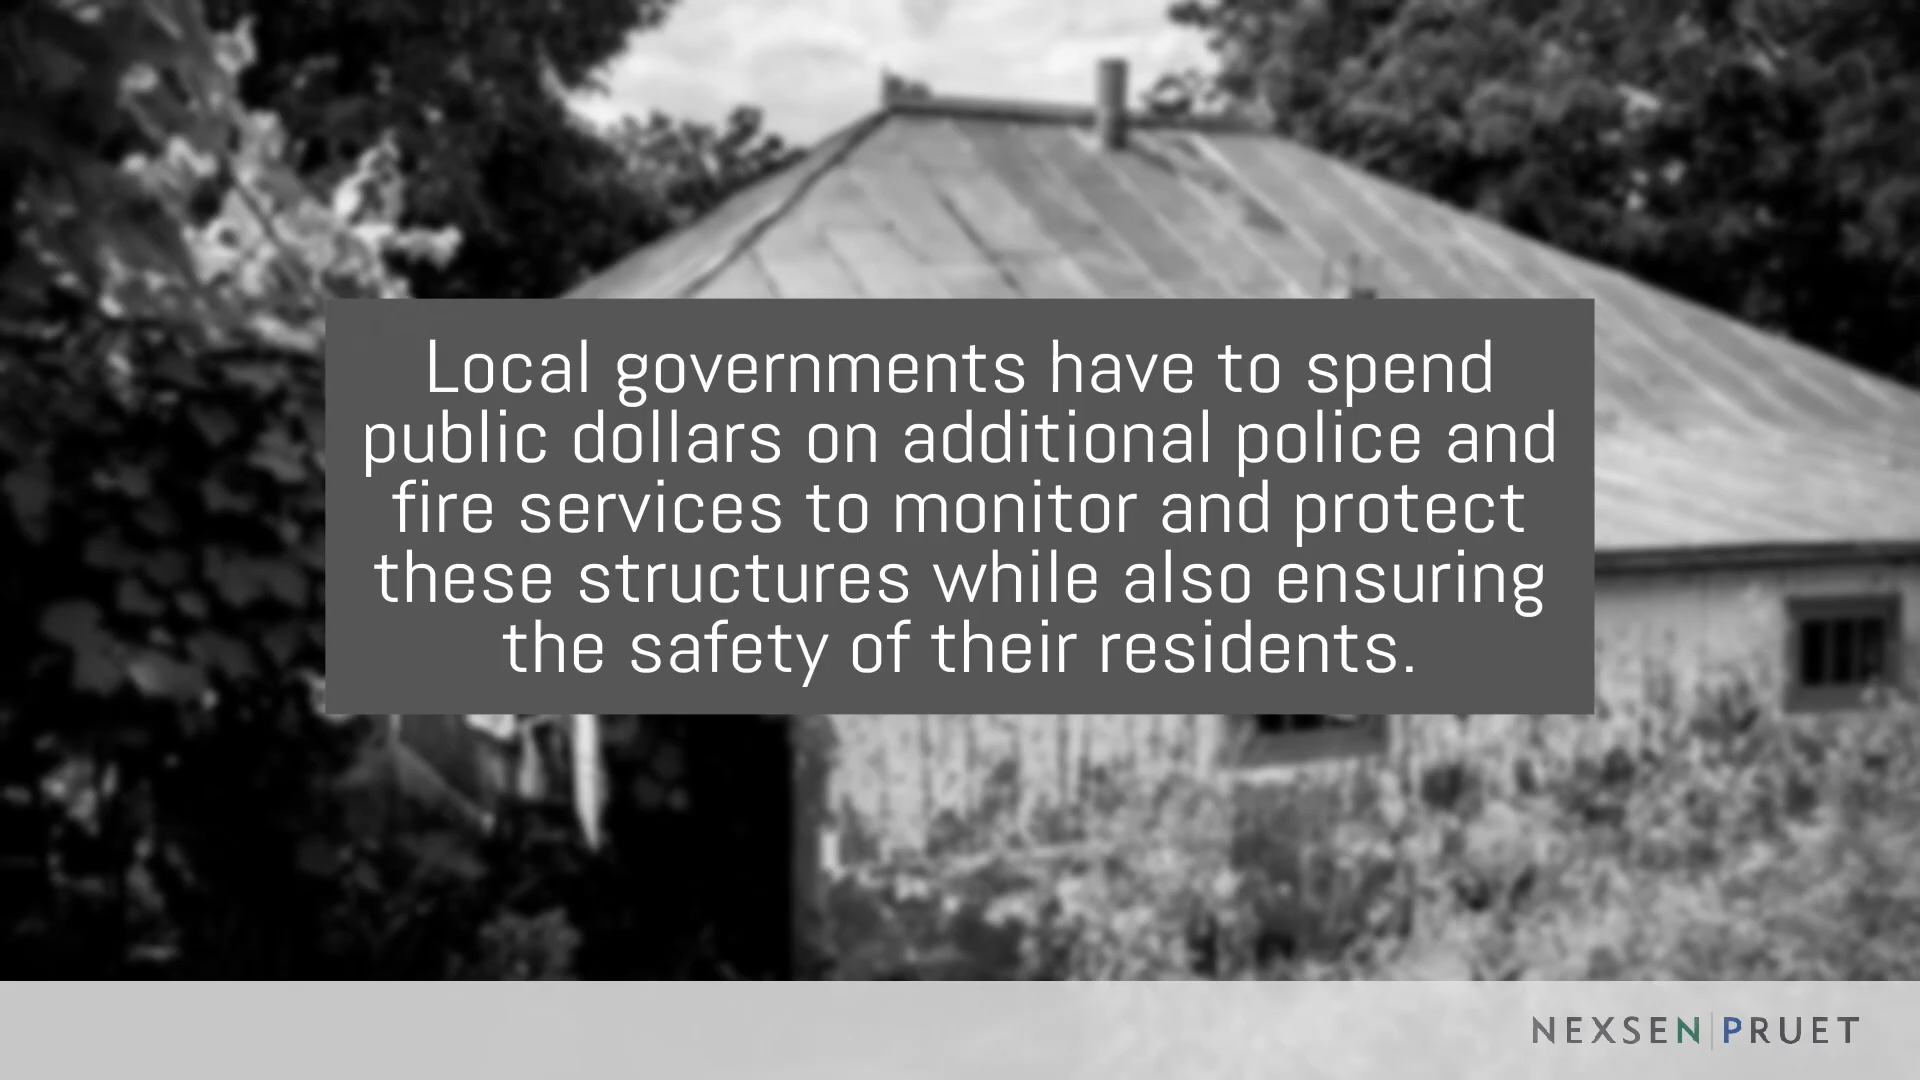 Local governments have to spend
public dollars on additional police and
fire services to monitor and protect
these structures while also ensuring
the safety of their residents.
NEXSEN|PRUET